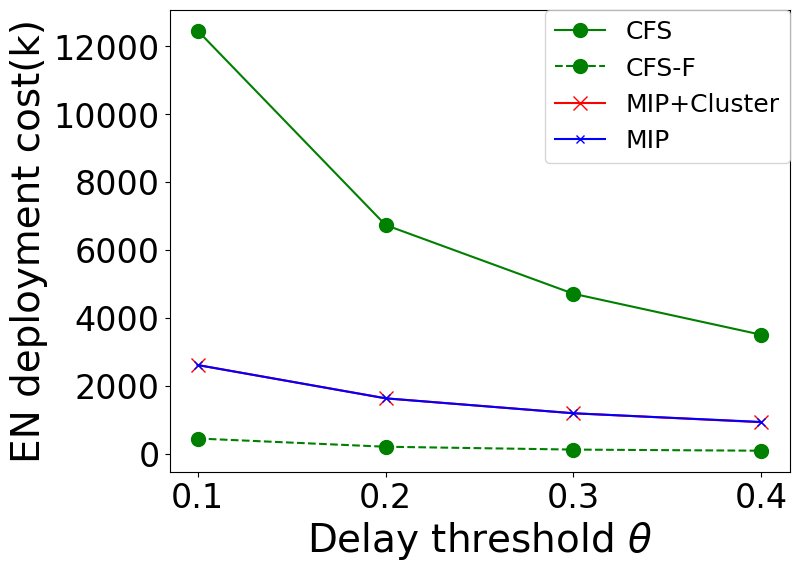 EN deployment cost(k)
12000
10000
8000
6000
4000
2000
0
CFS
CFS-F
MIP+Cluster
MIP
0.1 0.2 0.3 0.4
Delay threshold θ